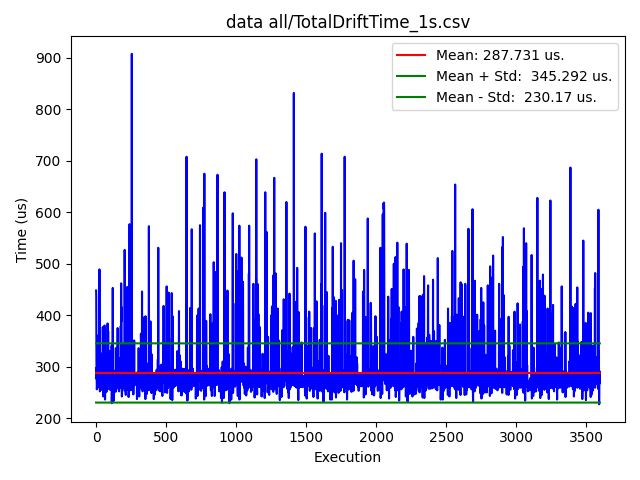 data all/TotalDriftTime_1s.csv
Mean: 287.731 us.
Mean + Std:  345.292 us.
Mean - Std:  230.17 us.
Time (us)
900
800
700
600
500
400
300
200
0 500 1000 1500 2000 2500 3000 3500
Execution